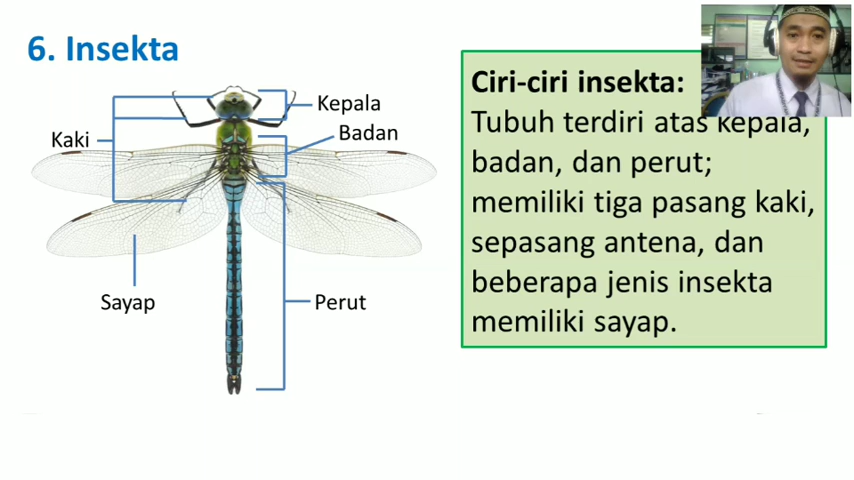 6. Insekta
Kepala
Badan
Kaki
Sayap
Perut
Ciri-ciri insekta:
Tubuh terdiri atas kepala,
badan, dan perut;
memiliki tiga pasang kaki,
sepasang antena, dan
beberapa jenis insekta
memiliki sayap.